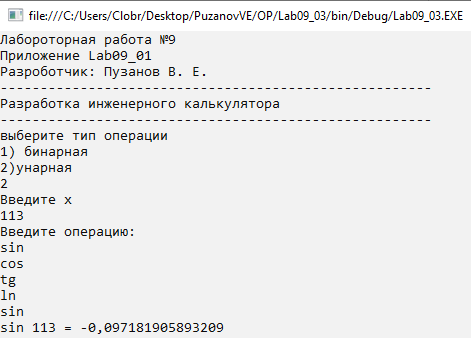 file:///C:/Users/Clobr/Desktop/PuzanovVE/OP/Lab09_03/bin/Debug/Lab09_03.EXE
Лабороторная работа №9
Приложение Lab09_01
Разроботчик: Пузанов В. Е.
------------------------------------------------------
Разработка инженерного калькулятора
------------------------------------------------------
выберите тип операции
1) бинарная
2)унарная
2
Введите x
113
Введите операцию:
sin
cos
tg
ln
sin
sin 113 = -0,097181905893209